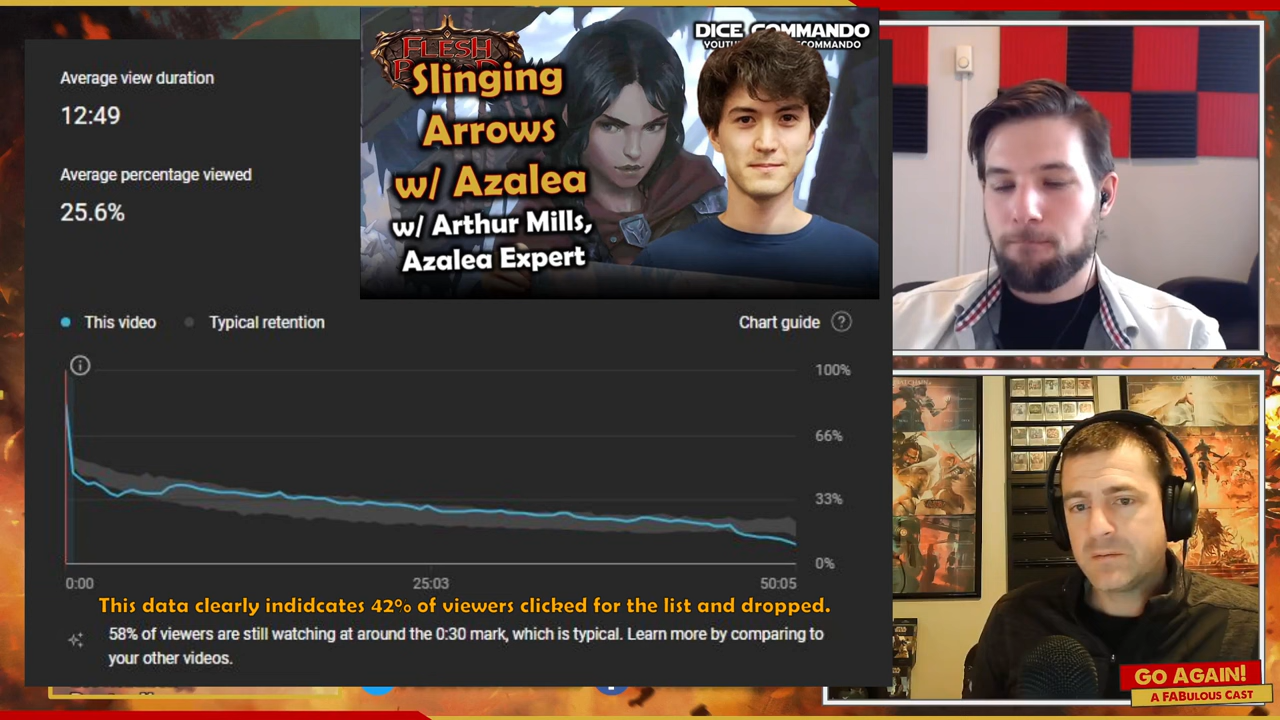 Average view duration
12:49
Average percentage viewed
25.6%
FLESH
Slinging
Arrows
w/ Azalea
w/ Arthur Mills,
Azalea Expert
DICE COMMANDO
This video
Typical retention
Chart guide
?
i
100%
66%
33%
0%
0:00
25:03
50:05
This data clearly indidcates 42% of viewers clicked for the list and dropped.
58% of viewers are still watching at around the 0:30 mark, which is typical. Learn more by comparing to
your other videos.
GO AGAIN!
A FABULOUS CAST